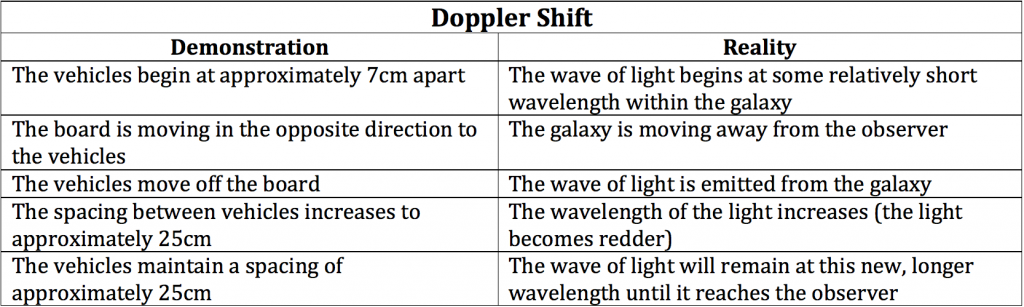 Doppler Shift
Demonstration
Reality
The vehicles begin at approximately 7cm apart
The wave of light begins at some relatively short
wavelength within the galaxy
The board is moving in the opposite direction to
the vehicles
The galaxy is moving away from the observer
The vehicles move off the board
The wave of light is emitted from the galaxy
The spacing between vehicles increases to
approximately 25cm
The wavelength of the light increases (the light
becomes redder)
The vehicles maintain a spacing of
approximately 25cm
The wave of light will remain at this new, longer
wavelength until it reaches the observer